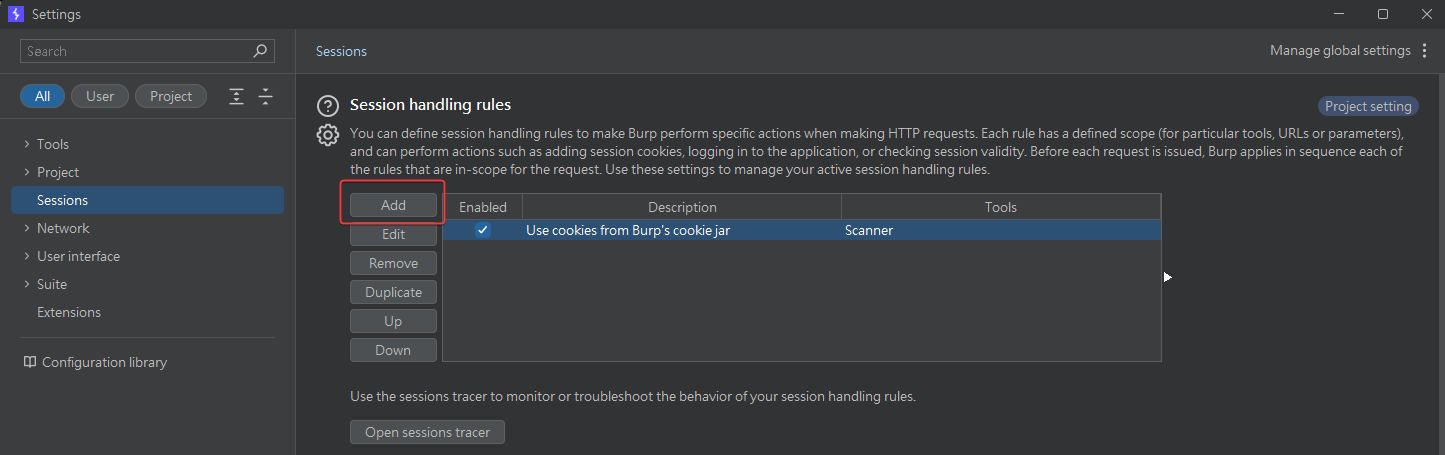 Settings
Search
Sessions
Manage global settings
All
User
Project
Session handling rules
Project setting
You can define session handling rules to make Burp perform specific actions when making HTTP requests. Each rule has a defined scope (for particular tools, URLs or parameters),
and can perform actions such as adding session cookies, logging in to the application, or checking session validity. Before each request is issued, Burp applies in sequence each of
the rules that are in-scope for the request. Use these settings to manage your active session handling rules.
Tools
Project
Sessions
Network
User interface
Suite
Extensions
Configuration library
Add
Edit
Remove
Duplicate
Up
Down
Enabled
Description
Tools
Use cookies from Burp's cookie jar
Scanner
Use the sessions tracer to monitor or troubleshoot the behavior of your session handling rules.
Open sessions tracer